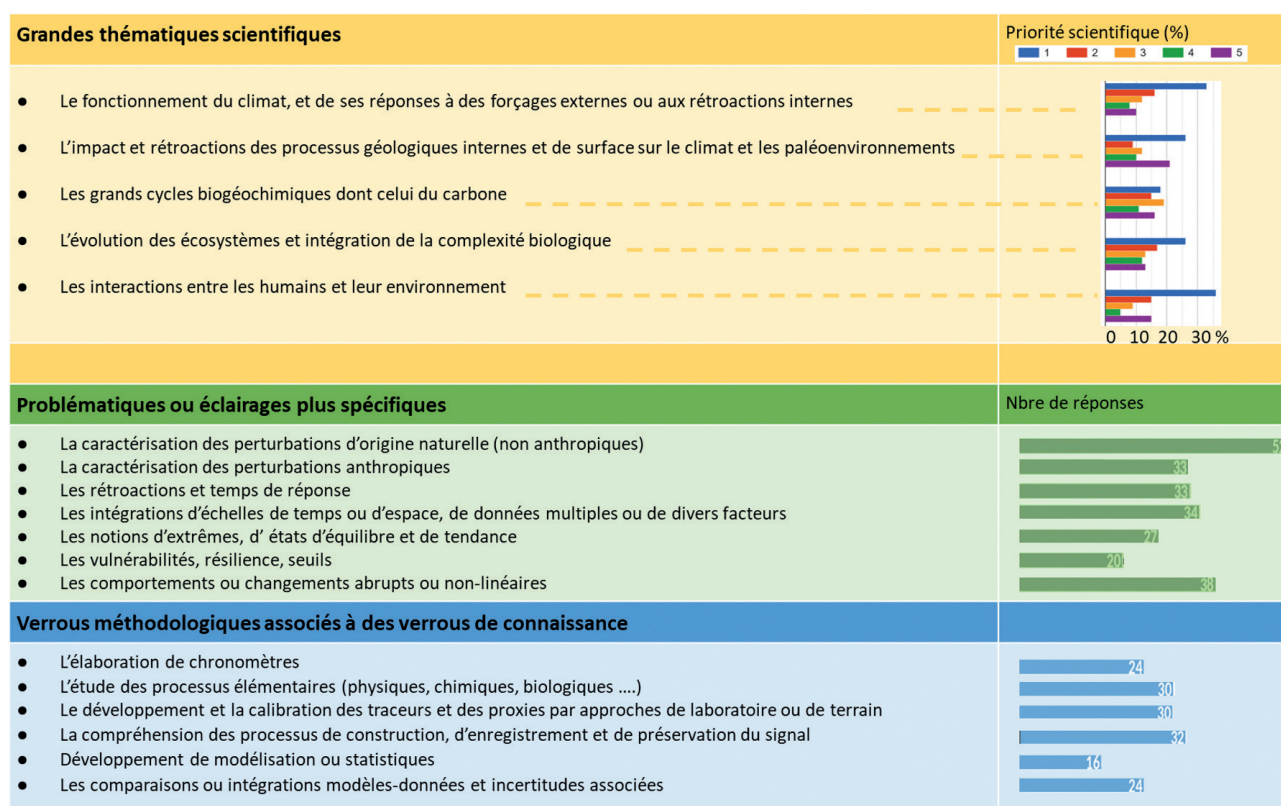 Grandes thématiques scientifiques
Priorité scientifique (%)
1 2 3 4 5
● Le fonctionnement du climat, et de ses réponses à des forçages externes ou aux rétroactions internes
● L'impact et rétroactions des processus géologiques internes et de surface sur le climat et les paléoenvironnements
● Les grands cycles biogéochimiques dont celui du carbone
● L'évolution des écosystèmes et intégration de la complexité biologique
● Les interactions entre les humains et leur environnement
0 10 20 30 %
Problématiques ou éclairages plus spécifiques
Nbre de réponses
● La caractérisation des perturbations d'origine naturelle (non anthropiques)
● La caractérisation des perturbations anthropiques 33
● Les rétroactions et temps de réponse 33
● Les intégrations d'échelles de temps ou d'espace, de données multiples ou de divers facteurs 34
● Les notions d'extrêmes, d' états d'équilibre et de tendance 27
● Les vulnérabilités, résilience, seuils 20
● Les comportements ou changements abrupts ou non-linéaires 38
Verrous méthodologiques associés à des verrous de connaissance
● L'élaboration de chronomètres 24
● L'étude des processus élémentaires (physiques, chimiques, biologiques ....) 30
● Le développement et la calibration des traceurs et des proxies par approches de laboratoire ou de terrain 30
● La compréhension des processus de construction, d'enregistrement et de préservation du signal 32
● Développement de modélisation ou statistiques 16
● Les comparaisons ou intégrations modèles-données et incertitudes associées 24